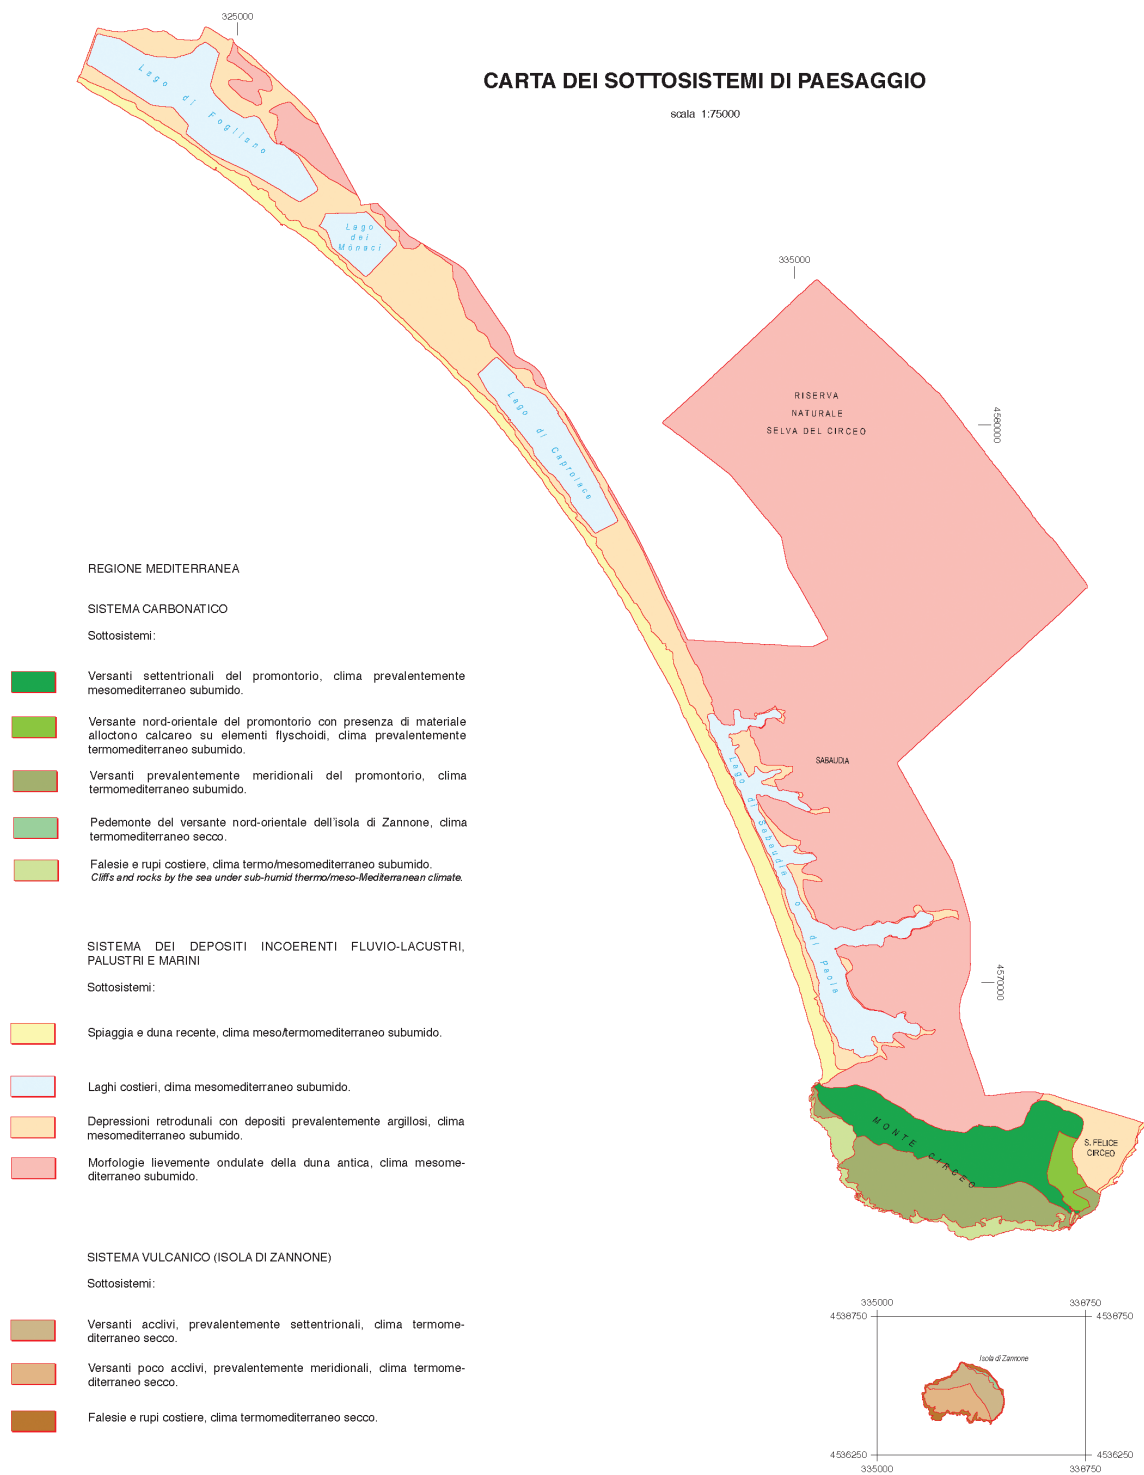 325000
CARTA DEI SOTTOSISTEMI DI PAESAGGIO
scala 1:75000
Lago di Fogliano
Lago
dei
Monaci
335000
RISERVA
NATURALE
SELVA DEL CIRCEO
4580000
Lago di Caprolace
REGIONE MEDITERRANEA
SISTEMA CARBONATICO
Sottosistemi:
Versanti settentrionali del promontorio, clima prevalentemente
mesomediterraneo subumido.
Versante nord-orientale del promontorio con presenza di materiale
alloctono calcareo su elementi flyschoidi, clima prevalentemente
termomediterraneo subumido.
Versanti prevalentemente meridionali del promontorio, clima
termomediterraneo subumido.
Pedemonte del versante nord-orientale dell'isola di Zannone, clima
termomediterraneo secco.
Falesie e rupi costiere, clima termo/mesomediterraneo subumido.
Cliffs and rocks by the sea under sub-humid thermo/meso-Mediterranean climate.
SABAUDIA
Lago di Sabaudia o di Paola
SISTEMA DEI DEPOSITI INCOERENTI FLUVIO-LACUSTRI,
PALUSTRI E MARINI
Sottosistemi:
4570000
Spiaggia e duna recente, clima meso/termomediterraneo subumido.
Laghi costieri, clima mesomediterraneo subumido.
Depressioni retrodunali con depositi prevalentemente argillosi, clima
mesomediterraneo subumido.
Morfologie lievemente ondulate della duna antica, clima mesome-
diterraneo subumido.
MONTE CIRCEO
S. FELICE
CIRCEO
SISTEMA VULCANICO (ISOLA DI ZANNONE)
Sottosistemi:
Versanti acclivi, prevalentemente settentrionali, clima termome-
diterraneo secco.
Versanti poco acclivi, prevalentemente meridionali, clima termome-
diterraneo secco.
Falesie e rupi costiere, clima termomediterraneo secco.
335000
336750
4538750
4538750
Isola di Zannone
4536250
4536250
335000
336750